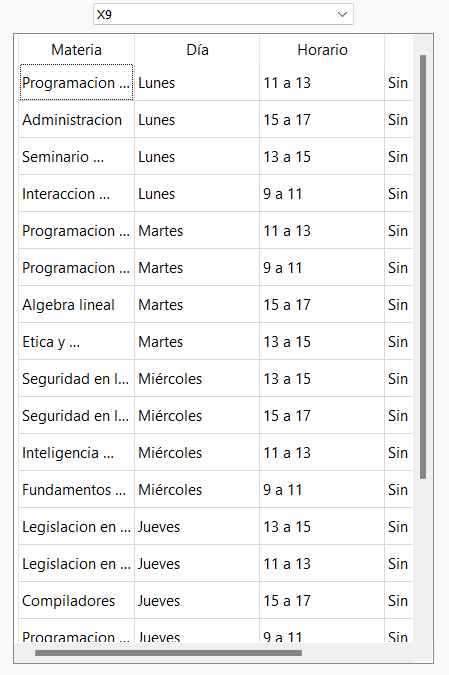 X9
Materia Día Horario
Programacion ... Lunes 11 a 13 Sin
Administracion Lunes 15 a 17 Sin
Seminario ... Lunes 13 a 15 Sin
Interaccion ... Lunes 9 a 11 Sin
Programacion ... Martes 11 a 13 Sin
Programacion ... Martes 9 a 11 Sin
Algebra lineal Martes 15 a 17 Sin
Etica y ... Martes 13 a 15 Sin
Seguridad en l... Miércoles 13 a 15 Sin
Seguridad en l... Miércoles 15 a 17 Sin
Inteligencia ... Miércoles 11 a 13 Sin
Fundamentos ... Miércoles 9 a 11 Sin
Legislacion en ... Jueves 13 a 15 Sin
Legislacion en ... Jueves 11 a 13 Sin
Compiladores Jueves 15 a 17 Sin
Programacion ... Jueves 9 a 11 Sin